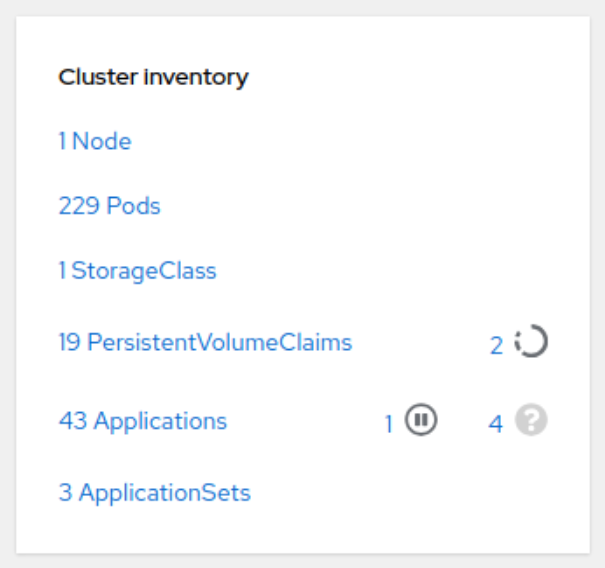 Cluster inventory
1 Node
229 Pods
1 StorageClass
19 PersistentVolumeClaims 2
43 Applications 1 4 ?
3 ApplicationSets